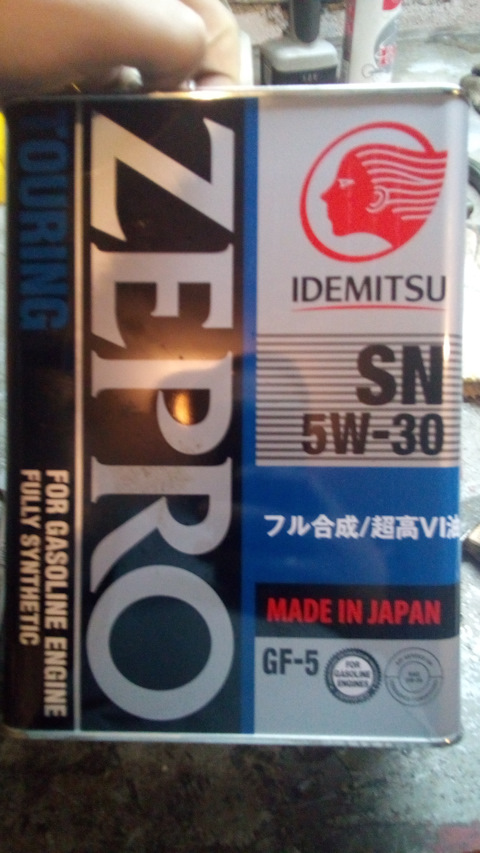 TOURING
ZEPRO
FOR GASOLINE ENGINE
FULLY SYNTHETIC
IDEMITSU
SN
5W-30
フル合成/超高VI油
MADE IN JAPAN
GF-5
FOR
GASOLINE
ENGINES